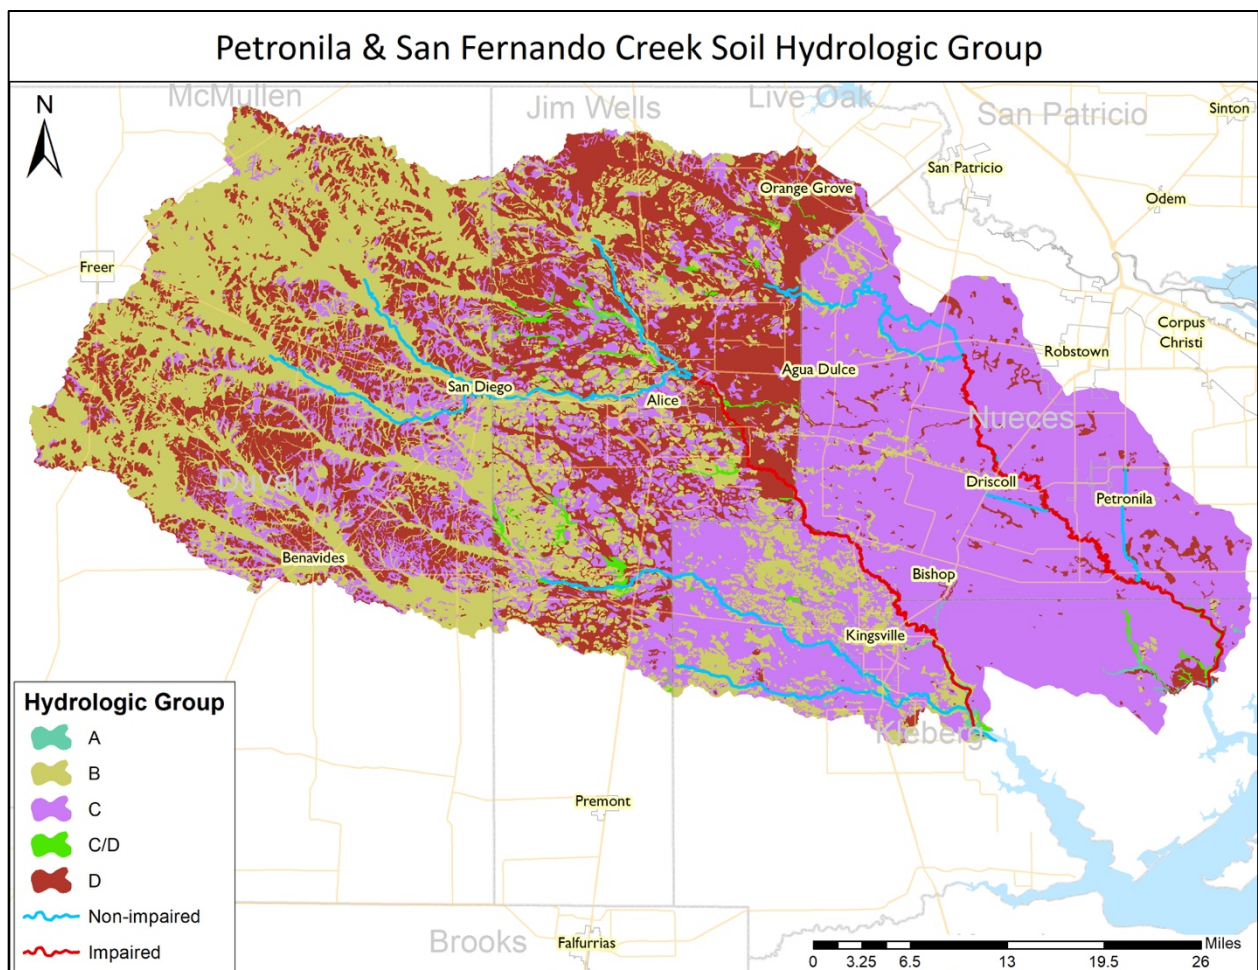 Petronila & San Fernando Creek Soil Hydrologic Group
N
McMullen
Jim Wells
Live Oak
San Patricio
Sinton
San Patricio
Orange Grove
Odem
Freer
Corpus
Christi
Robstown
Agua Dulce
San Diego
Alice
Nueces
Duval
Driscoll
Petronila
Benavides
Bishop
Kingsville
Kleberg
Hydrologic Group
A
B
C
C/D
D
Non-impaired
Impaired
Premont
Brooks
Falfurrias
Miles
0 3.25 6.5 13 19.5 26